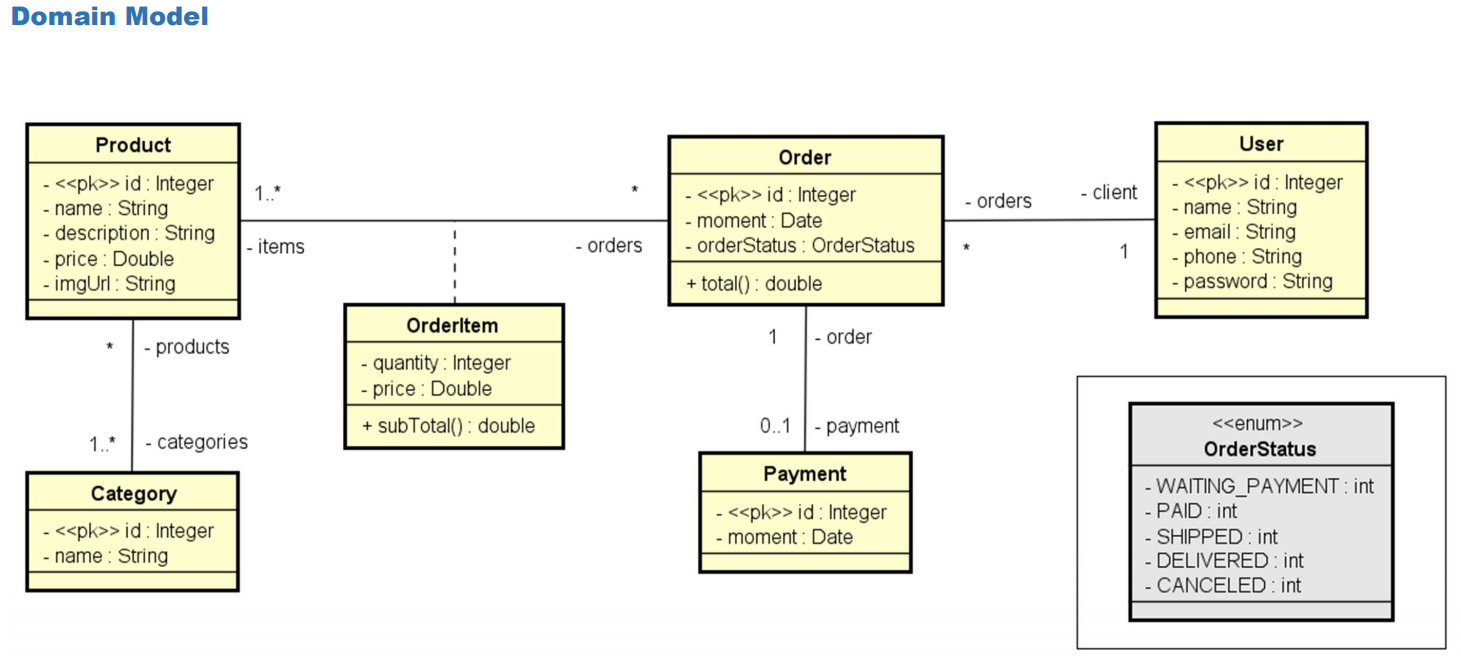 Domain Model
Product
- <<pk>> id : Integer
- name : String
- description : String
- price : Double
- imgUrl : String
1..*
- items
*
- orders
Order
- <<pk>> id : Integer
- moment : Date
- orderStatus : OrderStatus
+ total() : double
- orders
*
- client
1
User
- <<pk>> id : Integer
- name : String
- email : String
- phone : String
- password : String
OrderItem
- quantity : Integer
- price : Double
+ subTotal() : double
* - products
1..* - categories
Category
- <<pk>> id : Integer
- name : String
1 - order
0..1 - payment
Payment
- <<pk>> id : Integer
- moment : Date
<<enum>>
OrderStatus
- WAITING_PAYMENT : int
- PAID : int
- SHIPPED : int
- DELIVERED : int
- CANCELED : int